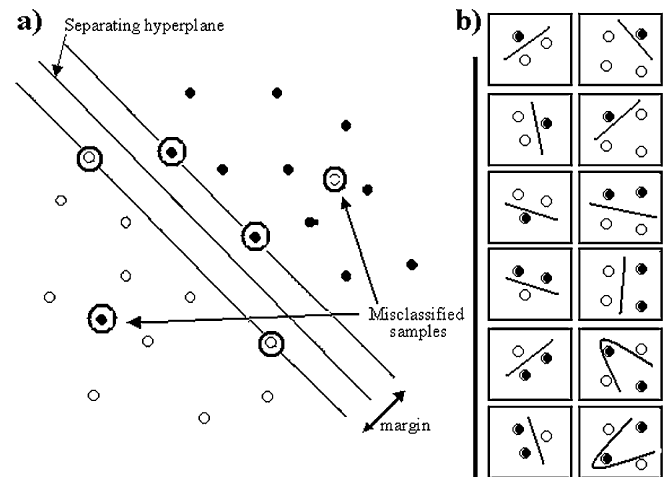 a)
Separating hyperplane
b)
Misclassified
samples
margin